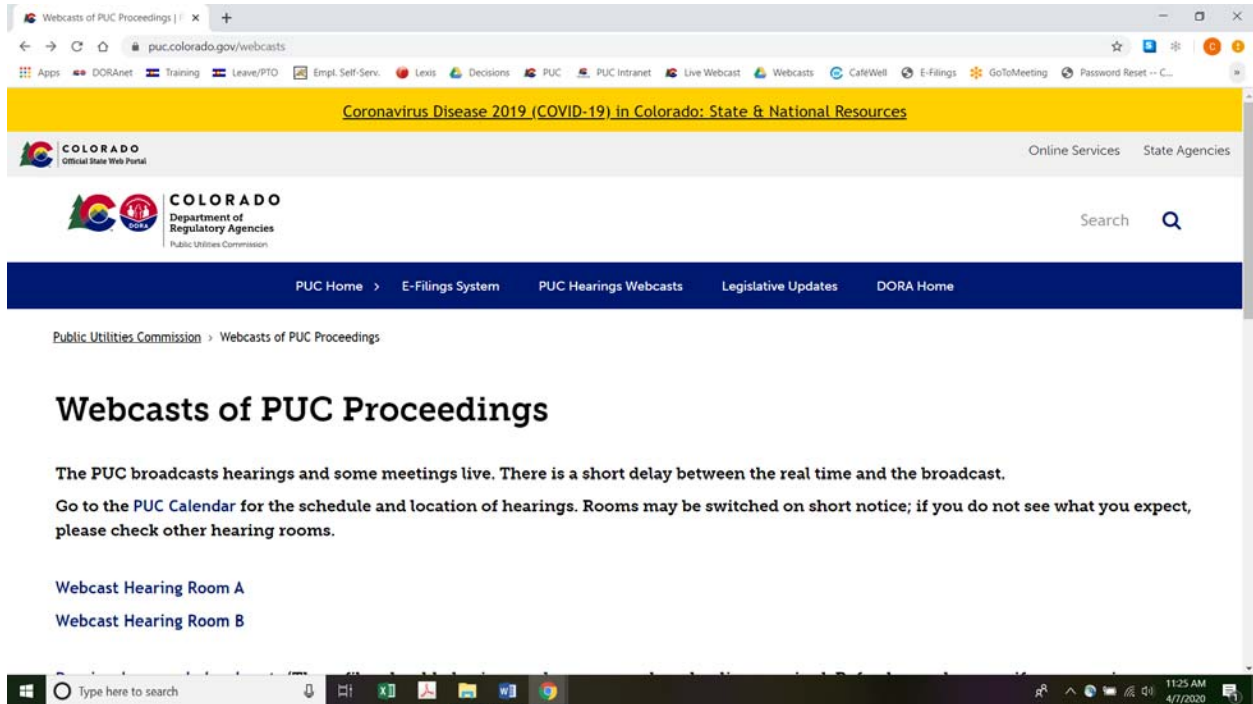 Webcasts of PUC Proceedings |
puc.colorado.gov/webcasts
Apps DORAnet Training Leave/PTO Empl. Self-Serv. Lexis Decisions PUC PUC Intranet Live Webcast Webcasts CafeWell E-Filings GoToMeeting Password Reset -- C... »
Coronavirus Disease 2019 (COVID-19) in Colorado: State & National Resources
COLORADO
Official State Web Portal
Online Services State Agencies
COLORADO
Department of
Regulatory Agencies
Public Utilities Commission
DORA
Search
PUC Home > E-Filings System PUC Hearings Webcasts Legislative Updates DORA Home
Public Utilities Commission › Webcasts of PUC Proceedings
Webcasts of PUC Proceedings
The PUC broadcasts hearings and some meetings live. There is a short delay between the real time and the broadcast.
Go to the PUC Calendar for the schedule and location of hearings. Rooms may be switched on short notice; if you do not see what you expect,
please check other hearing rooms.
Webcast Hearing Room A
Webcast Hearing Room B
Type here to search
11:25 AM
4/7/2020